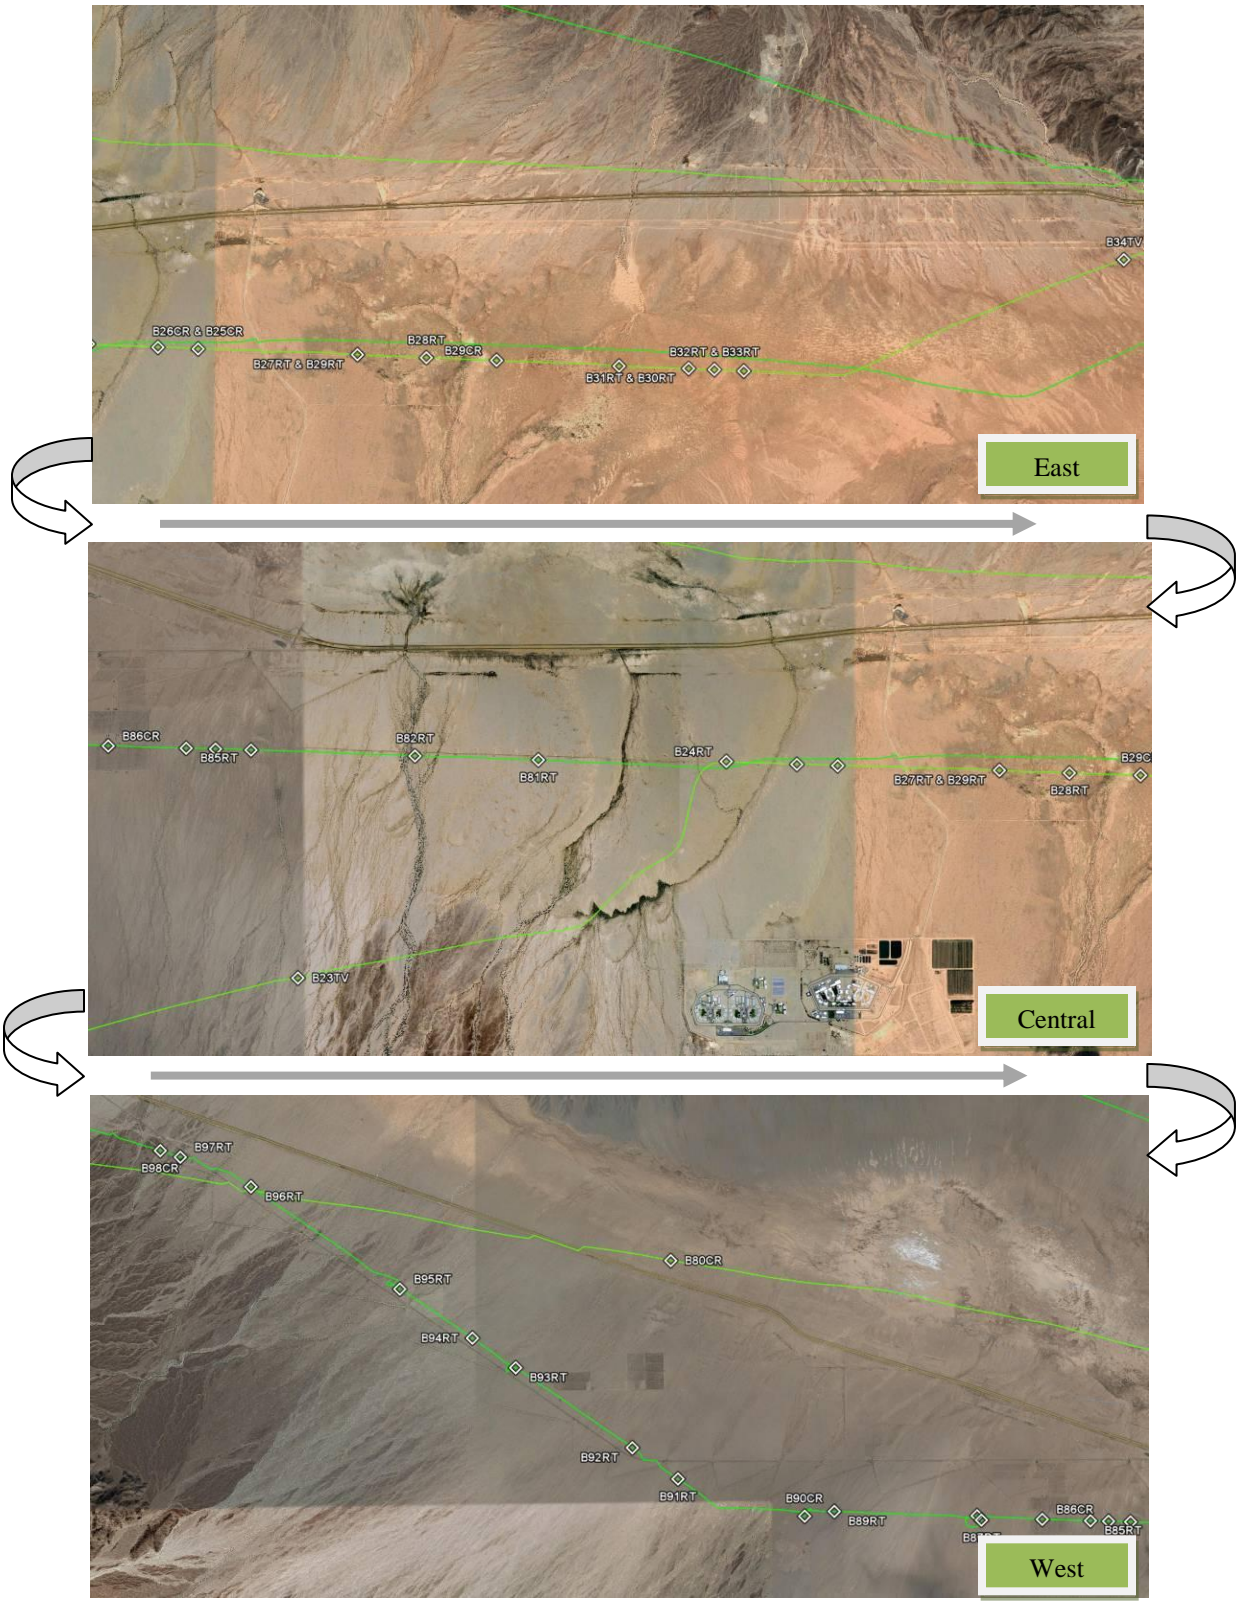 B34TV
B26CR & B25CR
B28RT
B27RT & B29RT
B29CR
B32RT & B33RT
B31RT & B30RT
East
B86CR
B85RT
B82RT
B81RT
B24RT
B29C
B27RT & B29RT
B28RT
B23TV
Central
B97RT
B98CR
B96RT
B80CR
B95RT
B94RT
B93RT
B92RT
B91RT
B90CR
B89RT
B86CR
B85RT
West